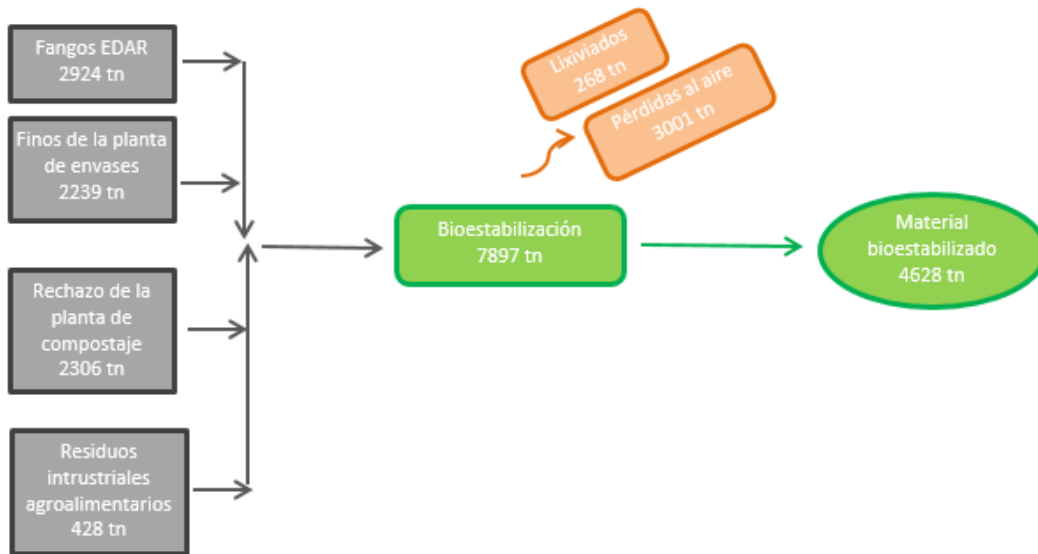 Fangos EDAR
2924 tn
Finos de la planta
de envases
2239 tn
Rechazo de la
planta de
compostaje
2306 tn
Residuos
intrustriales
agroalimentarios
428 tn
Bioestabilización
7897 tn
Lixiviados
268 tn
Pérdidas al aire
3001 tn
Material
bioestabilizado
4628 tn